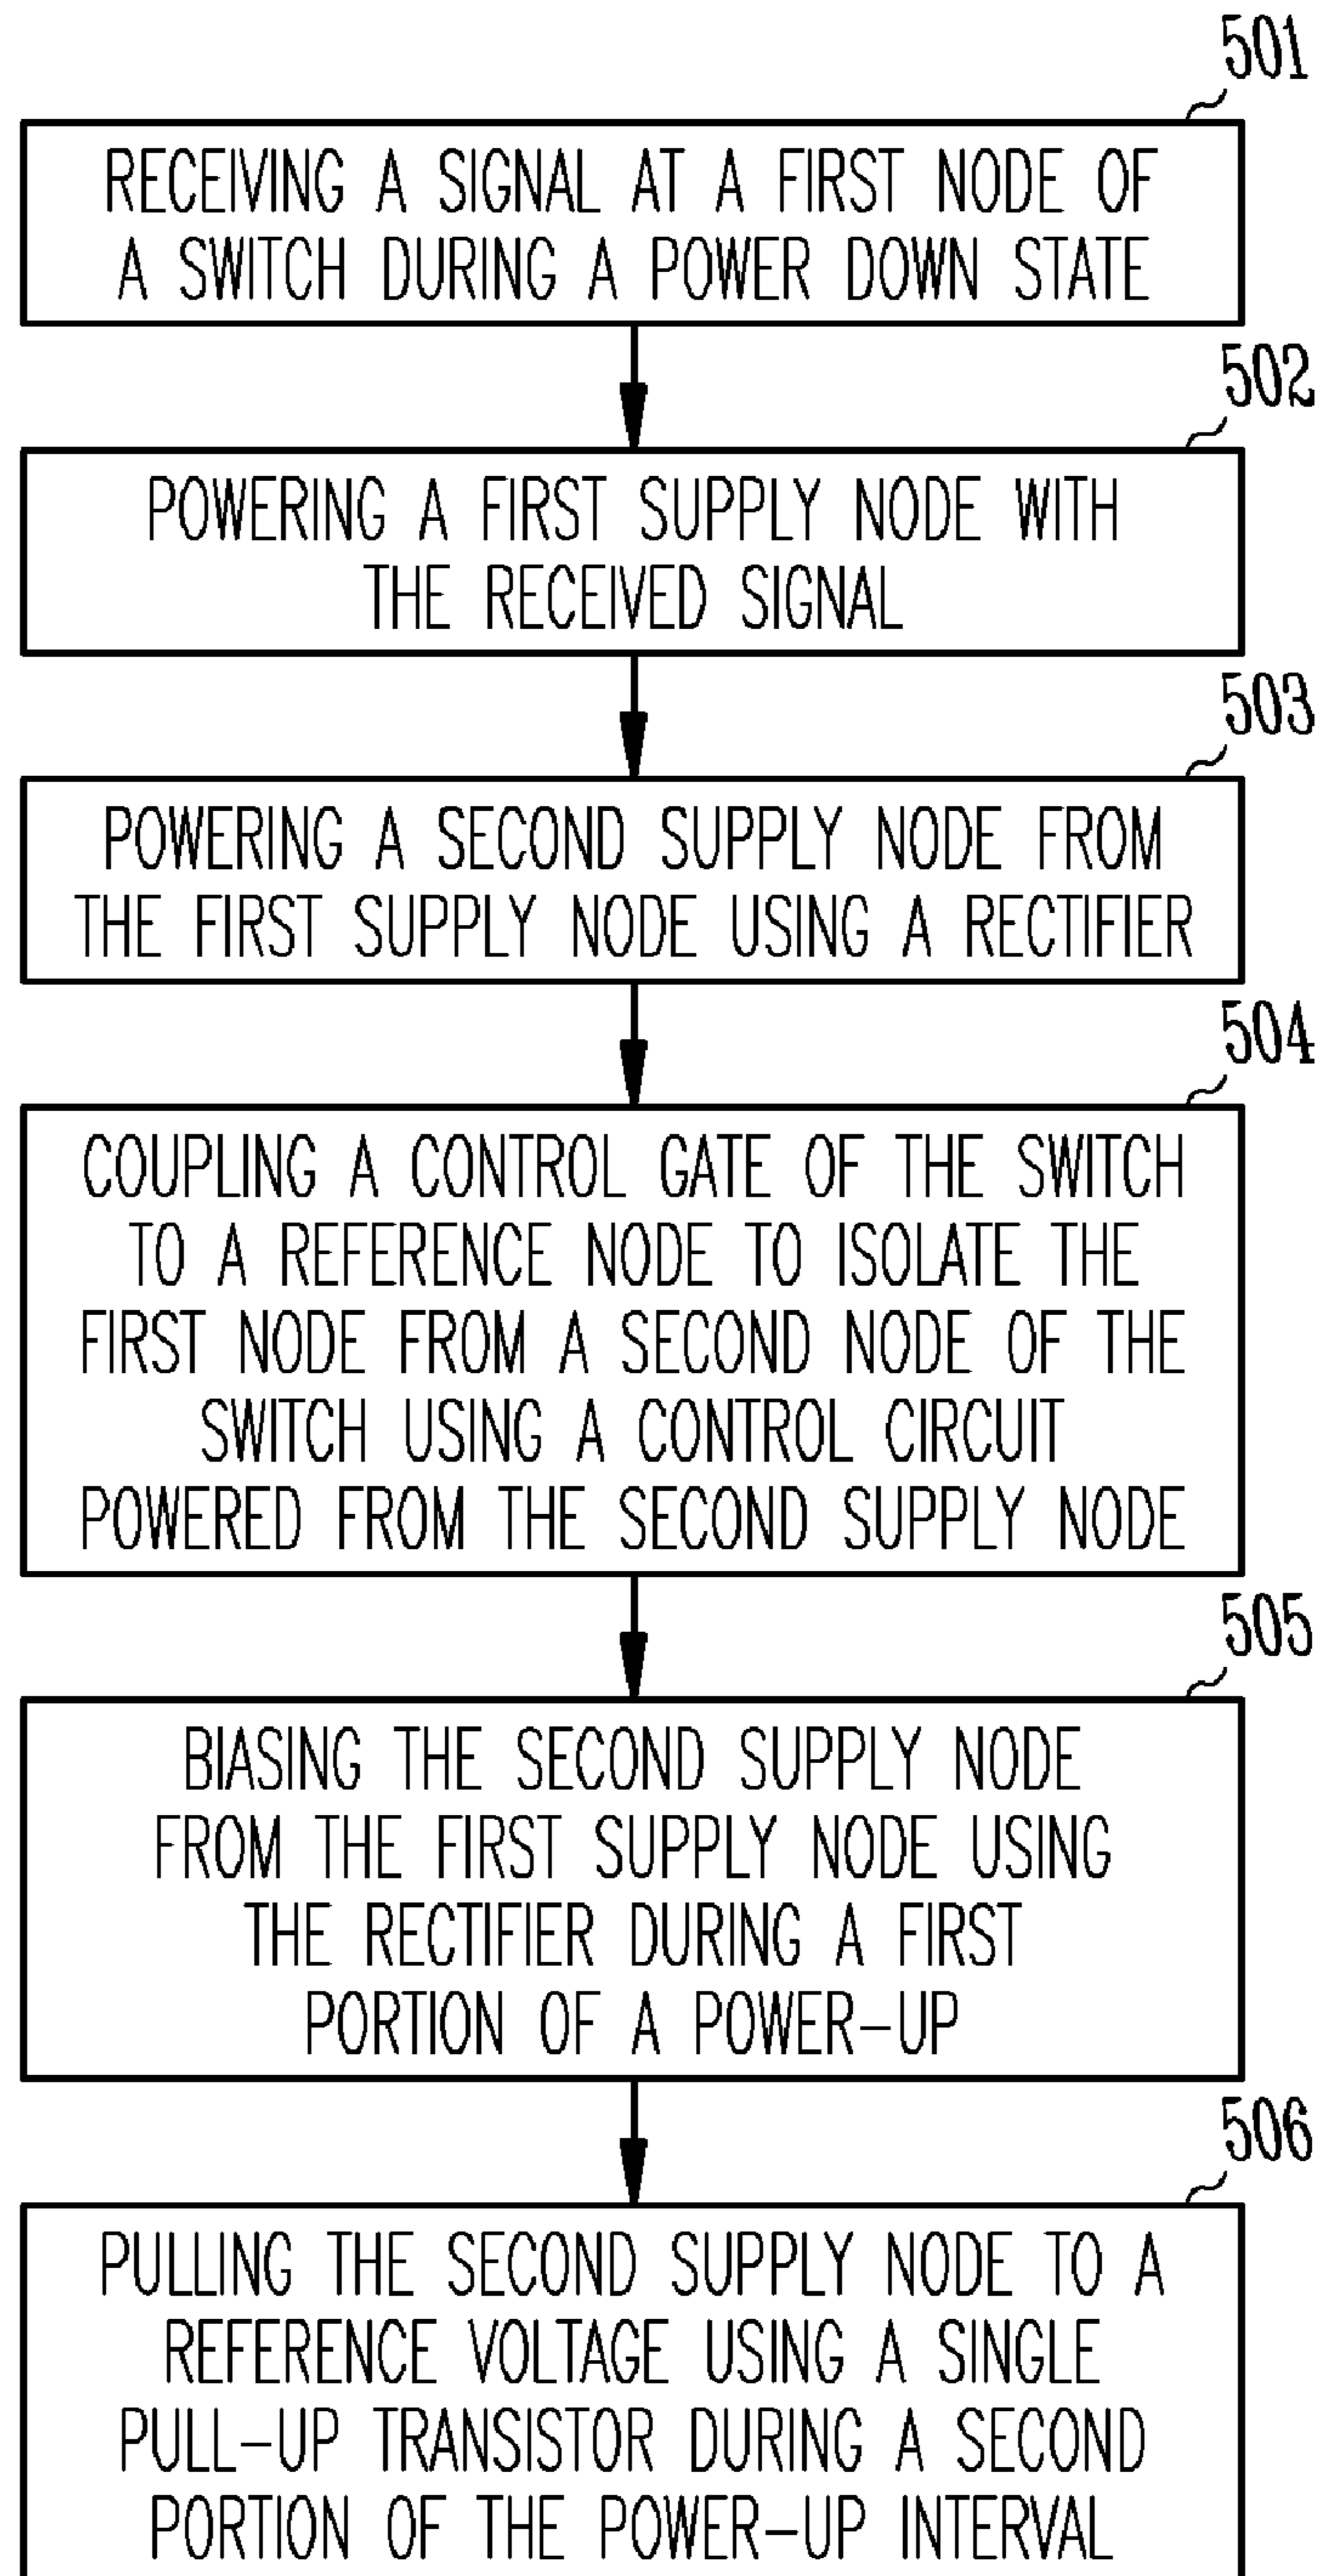 501
RECEIVING A SIGNAL AT A FIRST NODE OF
A SWITCH DURING A POWER DOWN STATE
502
POWERING A FIRST SUPPLY NODE WITH
THE RECEIVED SIGNAL
503
POWERING A SECOND SUPPLY NODE FROM
THE FIRST SUPPLY NODE USING A RECTIFIER
504
COUPLING A CONTROL GATE OF THE SWITCH
TO A REFERENCE NODE TO ISOLATE THE
FIRST NODE FROM A SECOND NODE OF THE
SWITCH USING A CONTROL CIRCUIT
POWERED FROM THE SECOND SUPPLY NODE
505
BIASING THE SECOND SUPPLY NODE
FROM THE FIRST SUPPLY NODE USING
THE RECTIFIER DURING A FIRST
PORTION OF A POWER-UP
506
PULLING THE SECOND SUPPLY NODE TO A
REFERENCE VOLTAGE USING A SINGLE
PULL-UP TRANSISTOR DURING A SECOND
PORTION OF THE POWER-UP INTERVAL